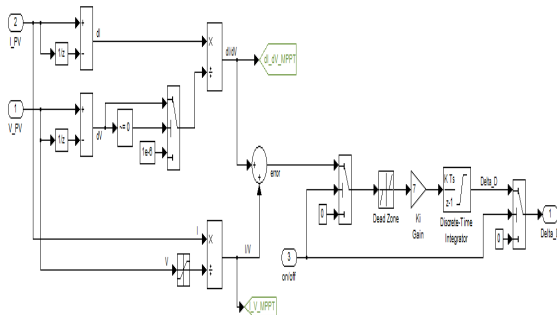 2
I_PV
1/z
dI
dI/dV
dI_dV_MPPT
1
V_PV
1/z
dV
~= 0
1e-6
error
0
Dead Zone
7
Ki
Gain
K Ts
z-1
Discrete-Time
Integrator
Delta_D
0
1
I
V
I/V
3
on/off
I_V_MPPT